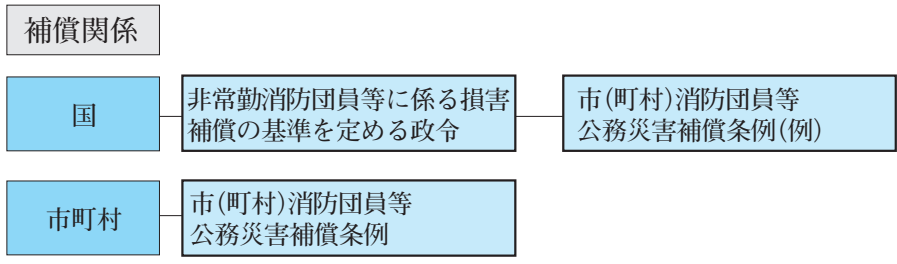 補償関係
国
非常勤消防団員等に係る損害
補償の基準を定める政令
市(町村)消防団員等
公務災害補償条例(例)
市町村
市(町村)消防団員等
公務災害補償条例